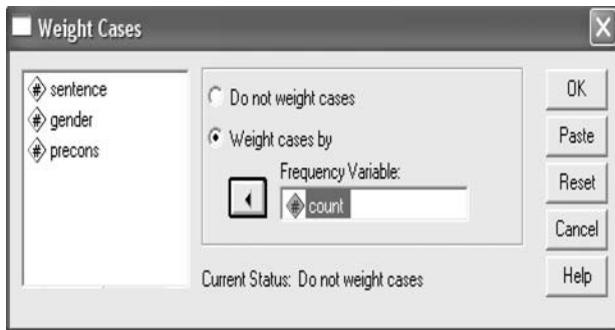 Weight Cases
sentence
gender
precons
Do not weight cases
Weight cases by
Frequency Variable:
count
Current Status: Do not weight cases
OK
Paste
Reset
Cancel
Help